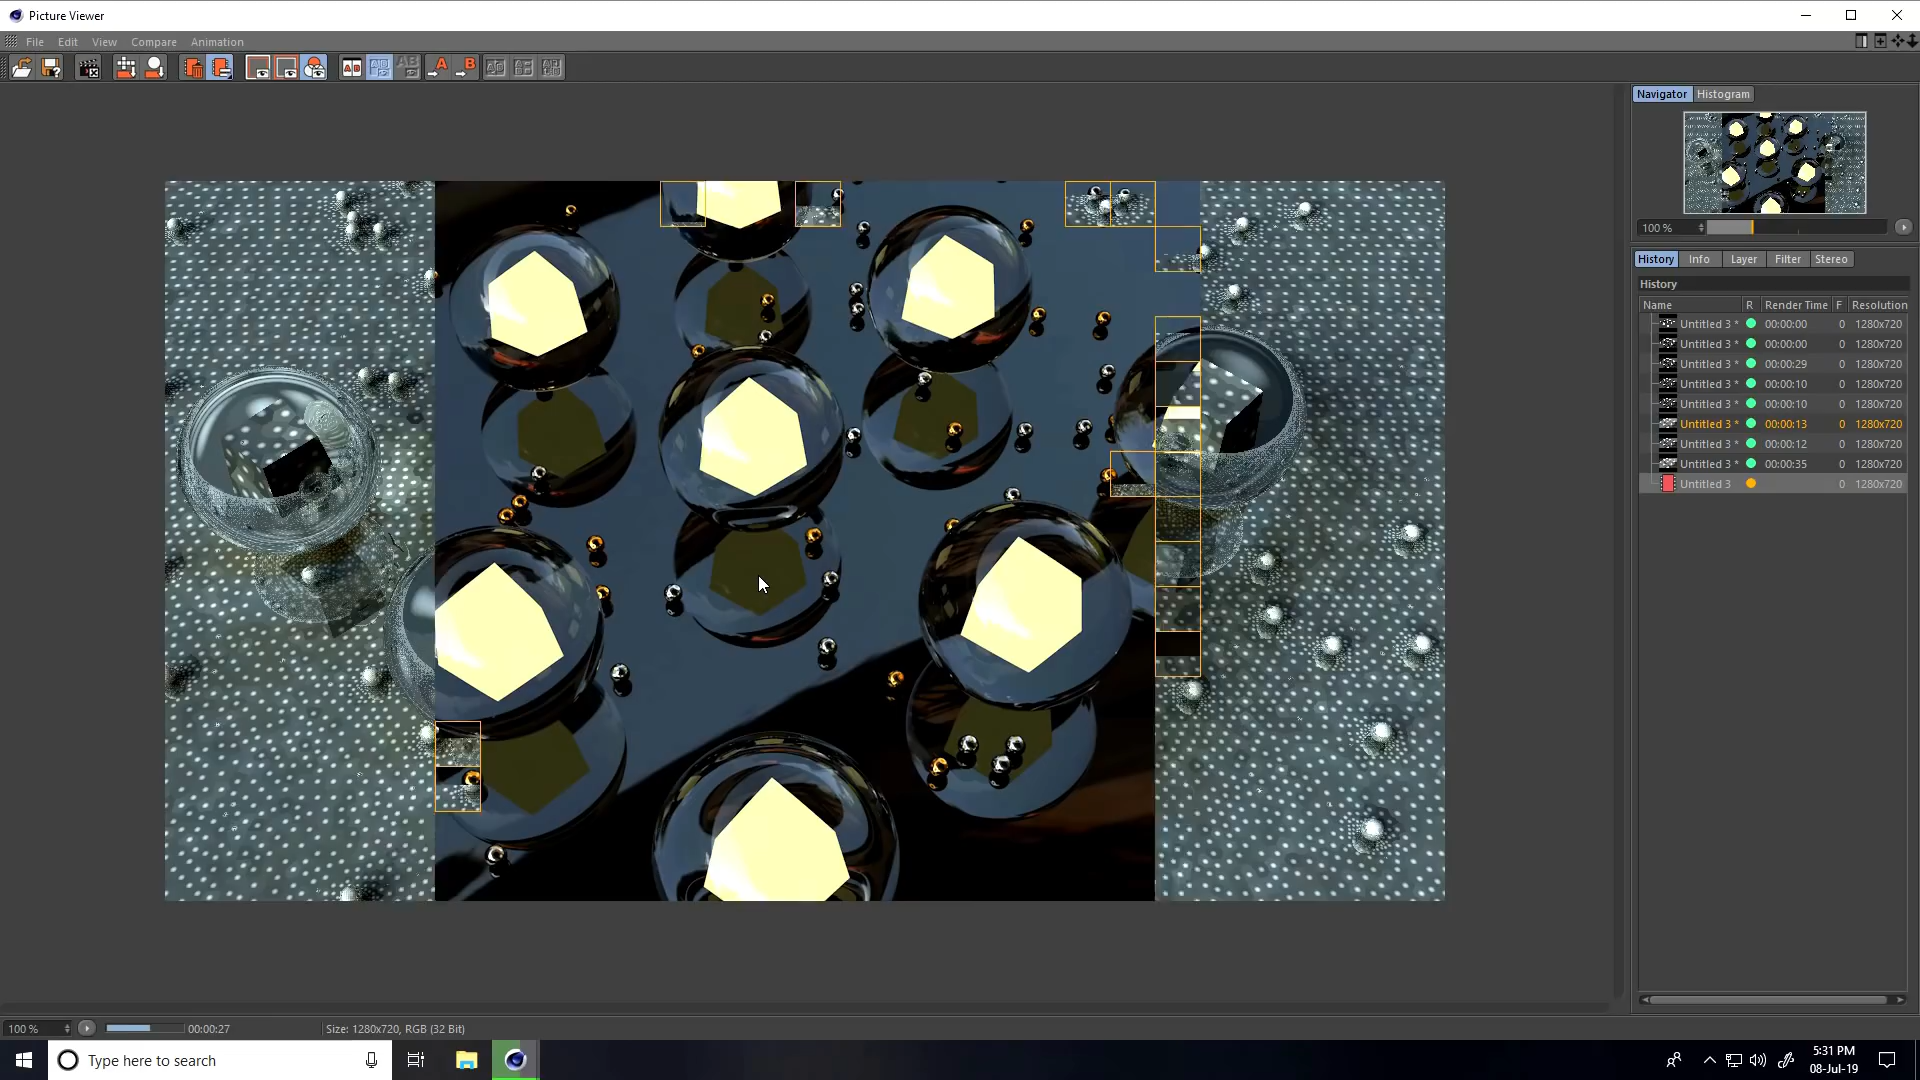 Picture Viewer
File Edit View Compare Animation
Navigator Histogram
100 %
History Info Layer Filter Stereo
History
Name R Render Time F Resolution
Untitled 3 * 00:00:00 0 1280x720
Untitled 3 * 00:00:00 0 1280x720
Untitled 3 * 00:00:29 0 1280x720
Untitled 3 * 00:00:10 0 1280x720
Untitled 3 * 00:00:10 0 1280x720
Untitled 3 * 00:00:13 0 1280x720
Untitled 3 * 00:00:12 0 1280x720
Untitled 3 * 00:00:35 0 1280x720
Untitled 3 0 1280x720
100 % 00:00:27 Size: 1280x720, RGB (32 Bit)
Type here to search
5:31 PM
08-Jul-19